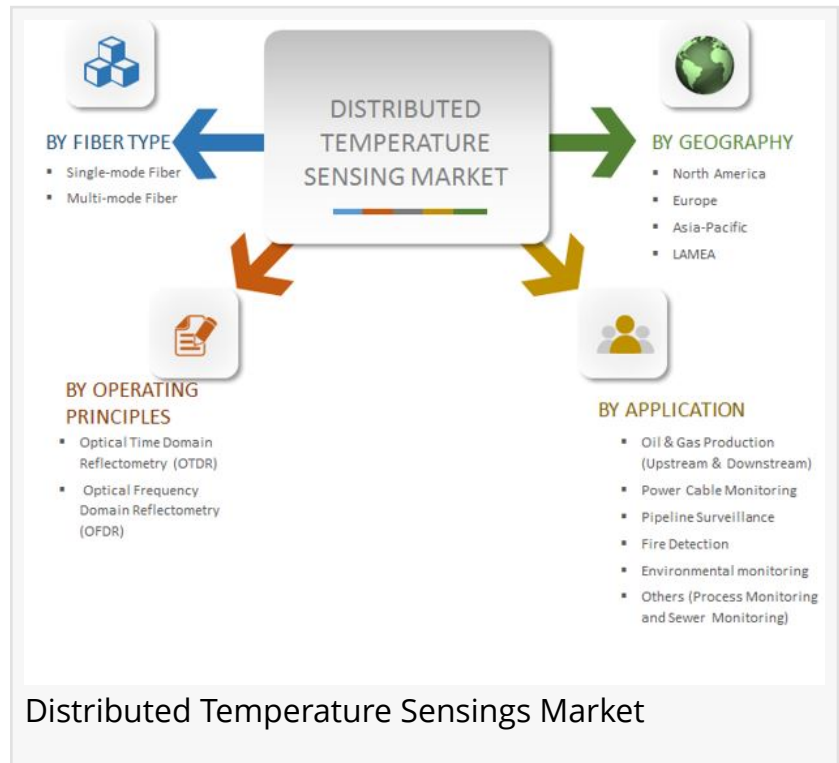 DISTRIBUTED
TEMPERATURE
SENSING MARKET
BY FIBER TYPE
▪ Single-mode Fiber
▪ Multi-mode Fiber
BY GEOGRAPHY
▪ North America
▪ Europe
▪ Asia-Pacific
▪ LAMEA
BY OPERATING
PRINCIPLES
▪ Optical Time Domain
Reflectometry (OTDR)
▪ Optical Frequency
Domain Reflectometry
(OFDR)
BY APPLICATION
▪ Oil & Gas Production
(Upstream & Downstream)
▪ Power Cable Monitoring
▪ Pipeline Surveillance
▪ Fire Detection
▪ Environmental monitoring
▪ Others (Process Monitoring
and Sewer Monitoring)
Distributed Temperature Sensings Market